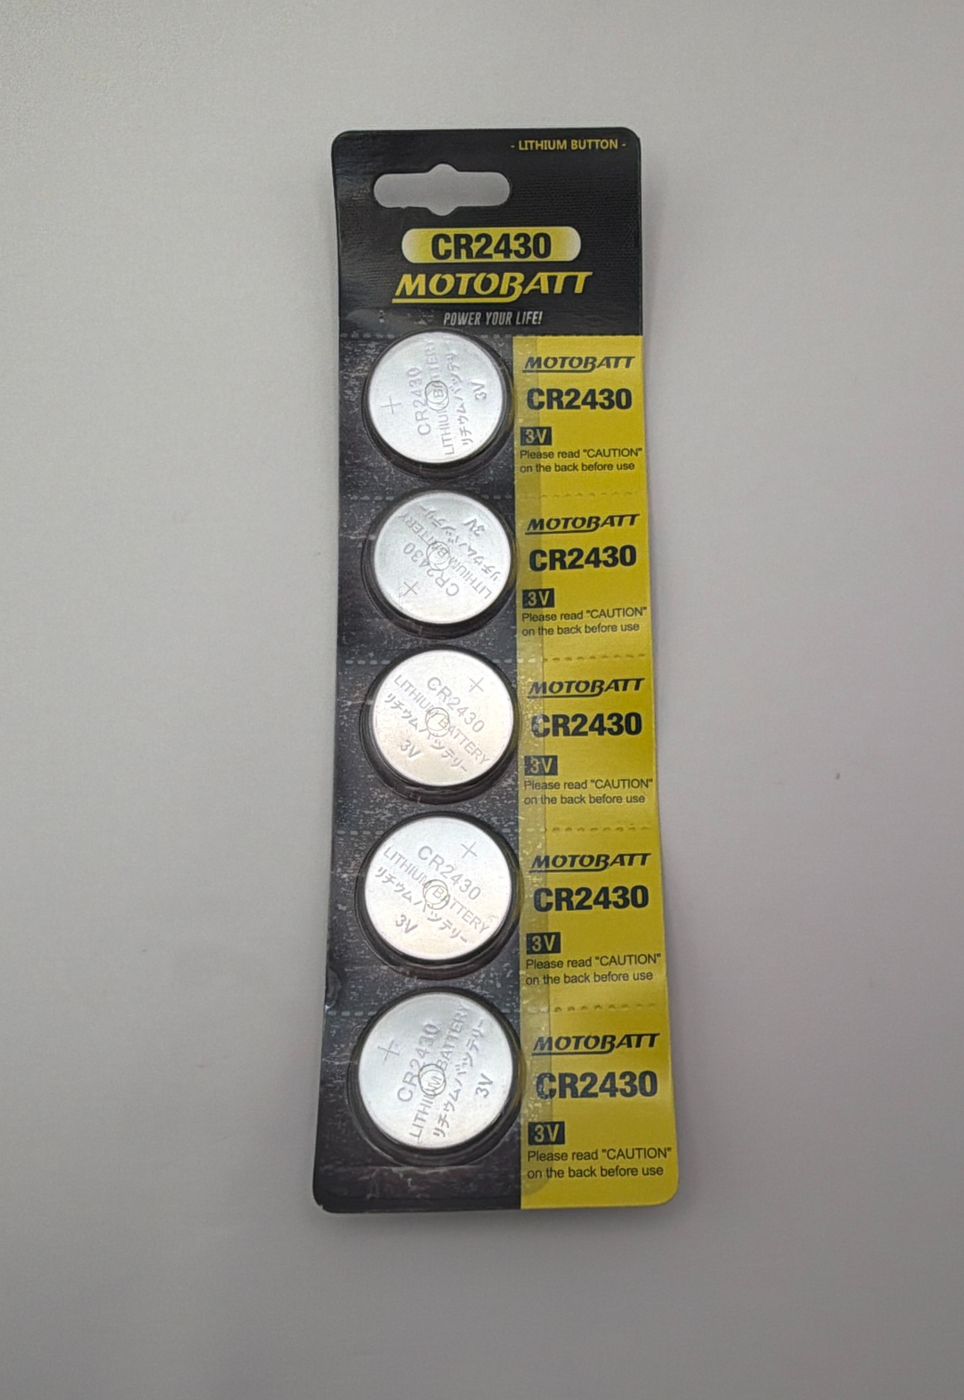 - LITHIUM BUTTON -
CR2430
MOTOBATT
POWER YOUR LIFE!
+
CR2430
LITHIUM BATTERY
リチウムバッテリー
3V
MOTOBATT
CR2430
3V
Please read "CAUTION"
on the back before use
+
CR2430
LITHIUM BATTERY
リチウムバッテリー
3V
MOTOBATT
CR2430
3V
Please read "CAUTION"
on the back before use
+
CR2430
LITHIUM BATTERY
リチウムバッテリー
3V
MOTOBATT
CR2430
3V
Please read "CAUTION"
on the back before use
+
CR2430
LITHIUM BATTERY
リチウムバッテリー
3V
MOTOBATT
CR2430
3V
Please read "CAUTION"
on the back before use
+
CR2430
LITHIUM BATTERY
リチウムバッテリー
3V
MOTOBATT
CR2430
3V
Please read "CAUTION"
on the back before use